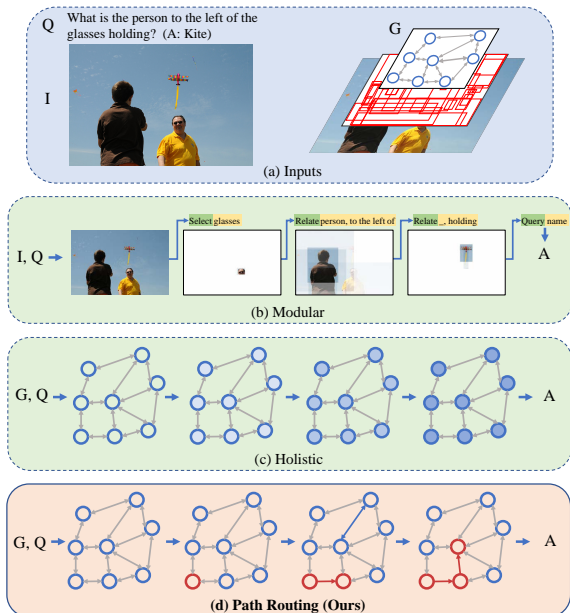 Q What is the person to the left of the
glasses holding? (A: Kite)
G
I
(a) Inputs
Select glasses
Relate person, to the left of
Relate _, holding
Query name
I, Q
A
(b) Modular
G, Q
A
(c) Holistic
G, Q
A
(d) Path Routing (Ours)